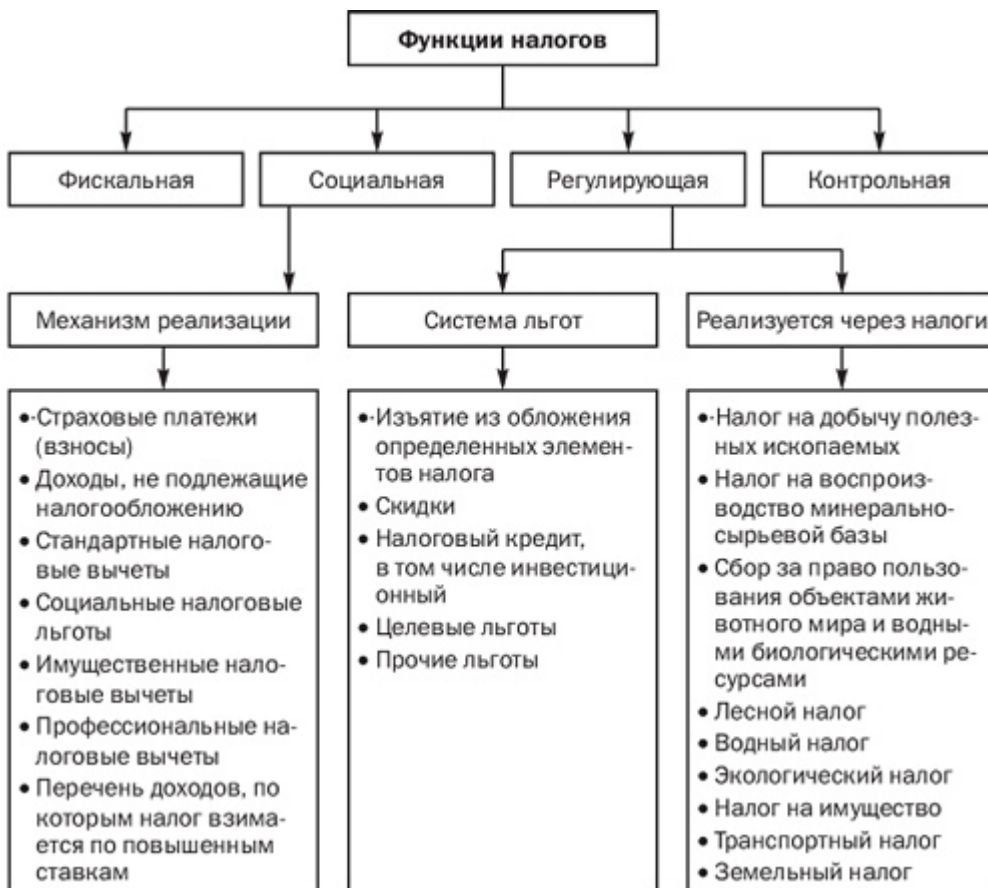 Функции налогов
Фискальная
Социальная
Регулирующая
Контрольная
Механизм реализации
Система льгот
Реализуется через налоги
•·Страховые платежи
(взносы)
• Доходы, не подлежащие
налогообложению
• Стандартные налого-
вые вычеты
• Социальные налоговые
льготы
• Имущественные нало-
говые вычеты
• Профессиональные на-
логовые вычеты
• Перечень доходов, по
которым налог взима-
ется по повышенным
ставкам
•·Изъятие из обложения
определенных элемен-
тов налога
• Скидки
• Налоговый кредит,
в том числе инвестици-
онный
• Целевые льготы
• Прочие льготы
•·Налог на добычу полез-
ных ископаемых
• Налог на воспроиз-
водство минерально-
сырьевой базы
• Сбор за право пользо-
вания объектами жи-
вотного мира и водны-
ми биологическими ре-
сурсами
• Лесной налог
• Водный налог
• Экологический налог
• Налог на имущество
• Транспортный налог
• Земельный налог